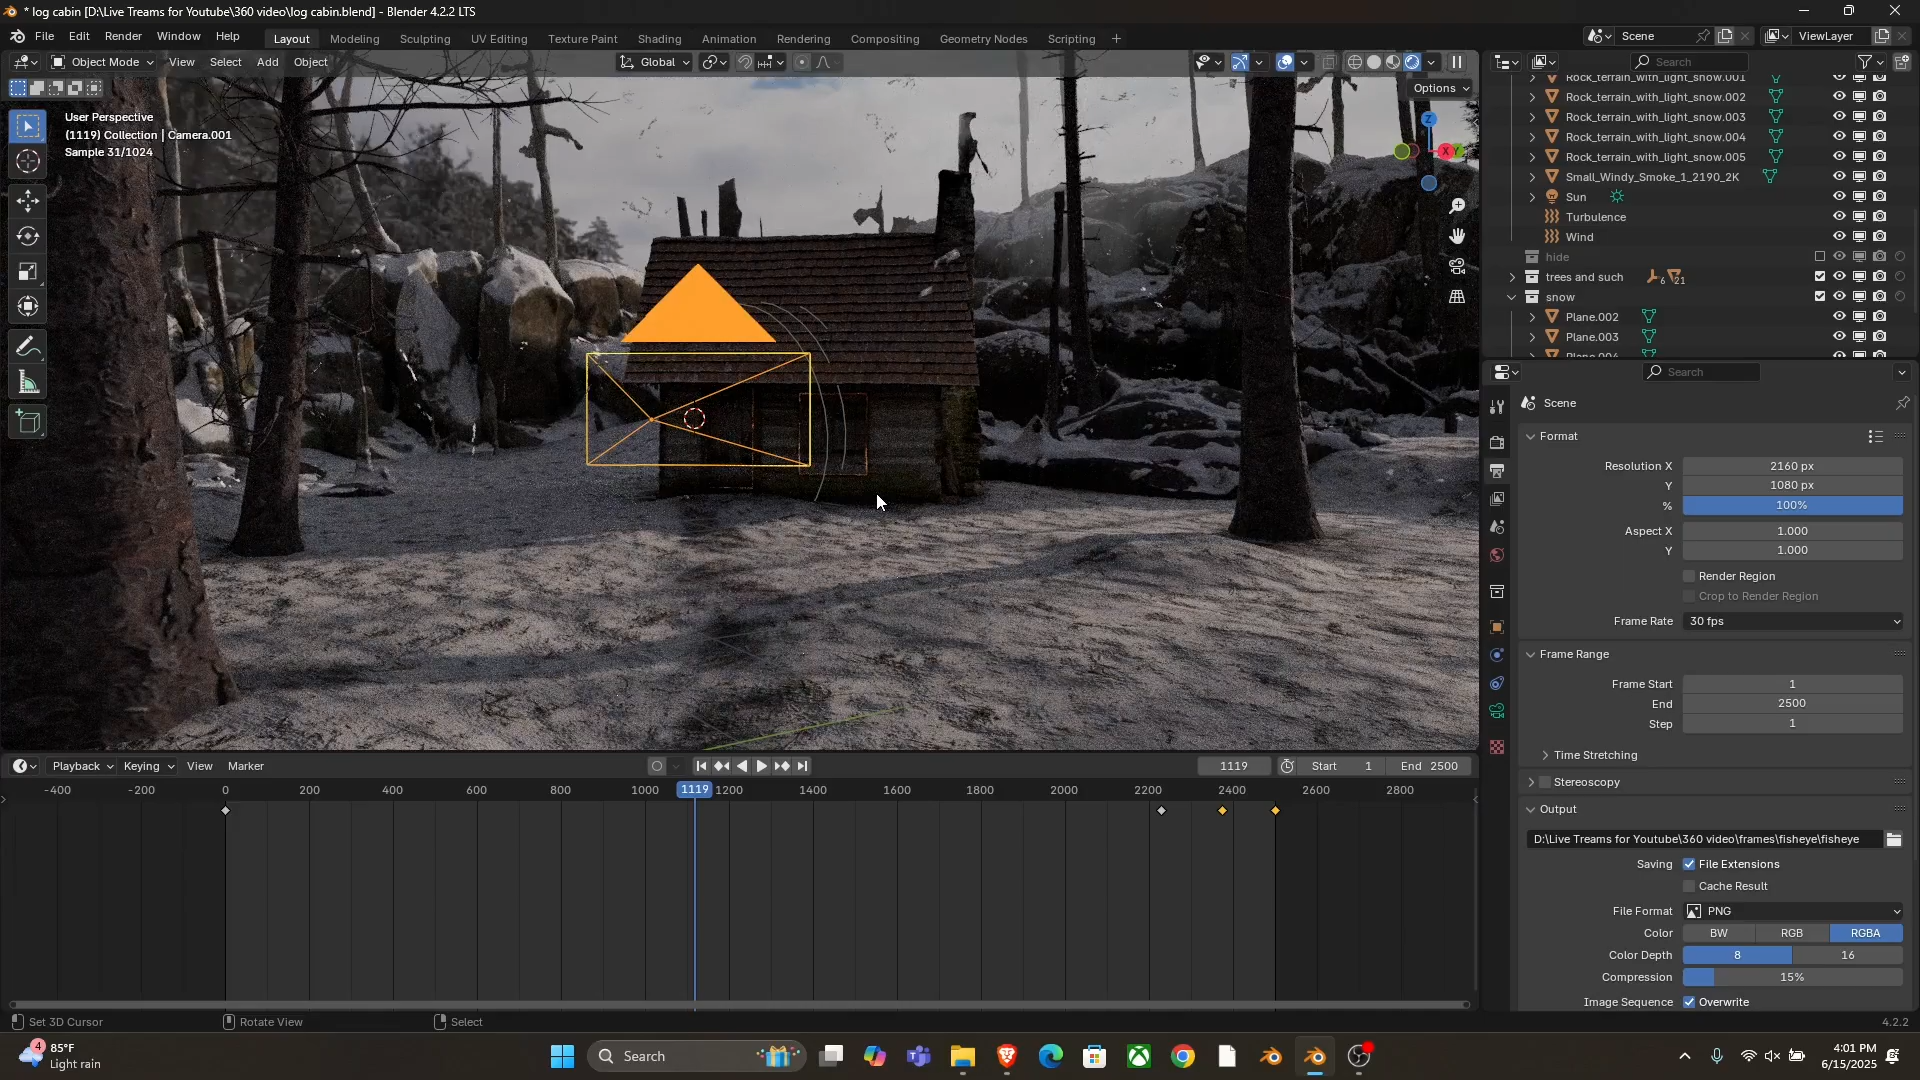 * log cabin [D:\Live Treams for Youtube\360 video\log cabin.blend] - Blender 4.2.2 LTS
File Edit Render Window Help
Layout Modeling Sculpting UV Editing Texture Paint Shading Animation Rendering Compositing Geometry Nodes Scripting +
Scene
ViewLayer
Object Mode View Select Add Object
Global
Search
Options
User Perspective
(1119) Collection | Camera.001
Sample 31/1024
Z
X
Y
Rock_terrain_with_light_snow.001
Rock_terrain_with_light_snow.002
Rock_terrain_with_light_snow.003
Rock_terrain_with_light_snow.004
Rock_terrain_with_light_snow.005
Small_Windy_Smoke_1_2190_2K
Sun
Turbulence
Wind
hide
trees and such 6 21
snow
Plane.002
Plane.003
Plane.004
Search
Scene
Format
Resolution X 2160 px
Y 1080 px
% 100%
Aspect X 1.000
Y 1.000
Render Region
Crop to Render Region
Frame Rate 30 fps
Frame Range
Frame Start 1
End 2500
Step 1
Time Stretching
Stereoscopy
Output
D:\Live Treams for Youtube\360 video\frames\fisheye\fisheye
Saving File Extensions
Cache Result
File Format PNG
Color BW RGB RGBA
Color Depth 8 16
Compression 15%
Image Sequence Overwrite
Playback Keying View Marker
1119 Start 1 End 2500
-400 -200 0 200 400 600 800 1000 1119 1200 1400 1600 1800 2000 2200 2400 2600 2800
Set 3D Cursor Rotate View Select
4.2.2
4
85°F
Light rain
Search
4:01 PM
6/15/2025